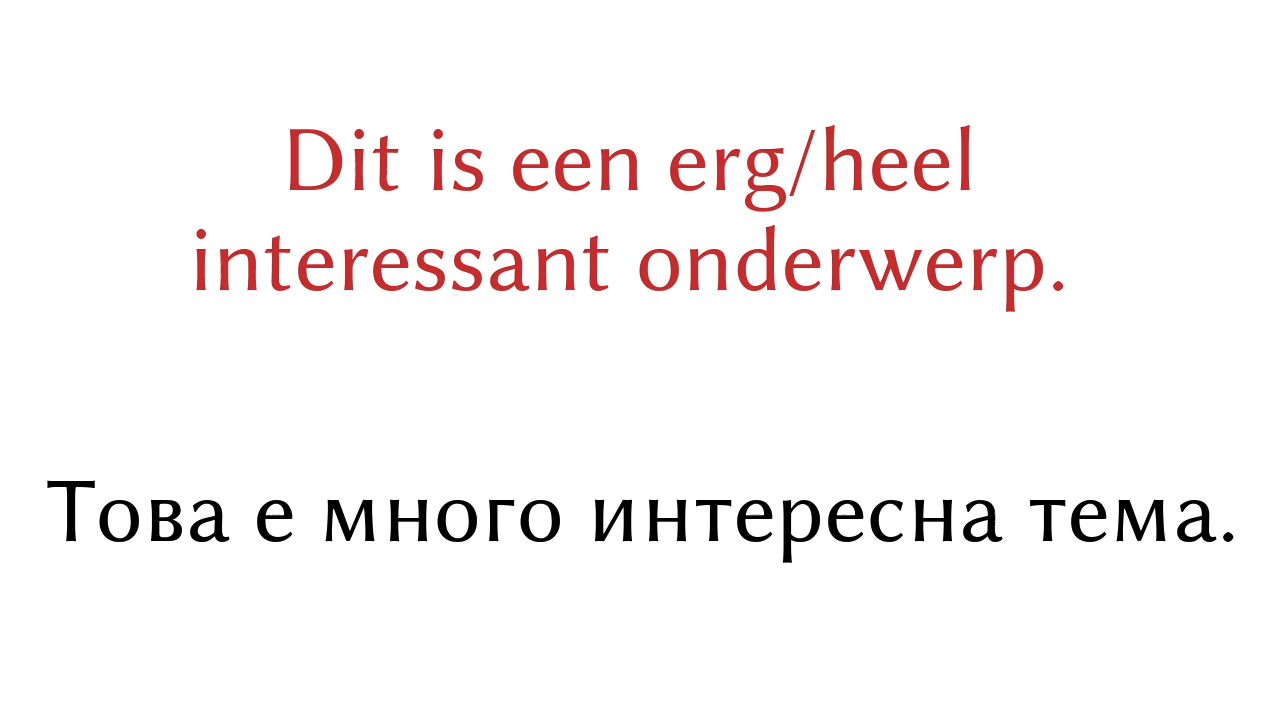 Dit is een erg/heel
interessant onderwerp.
Това е много интересна тема.